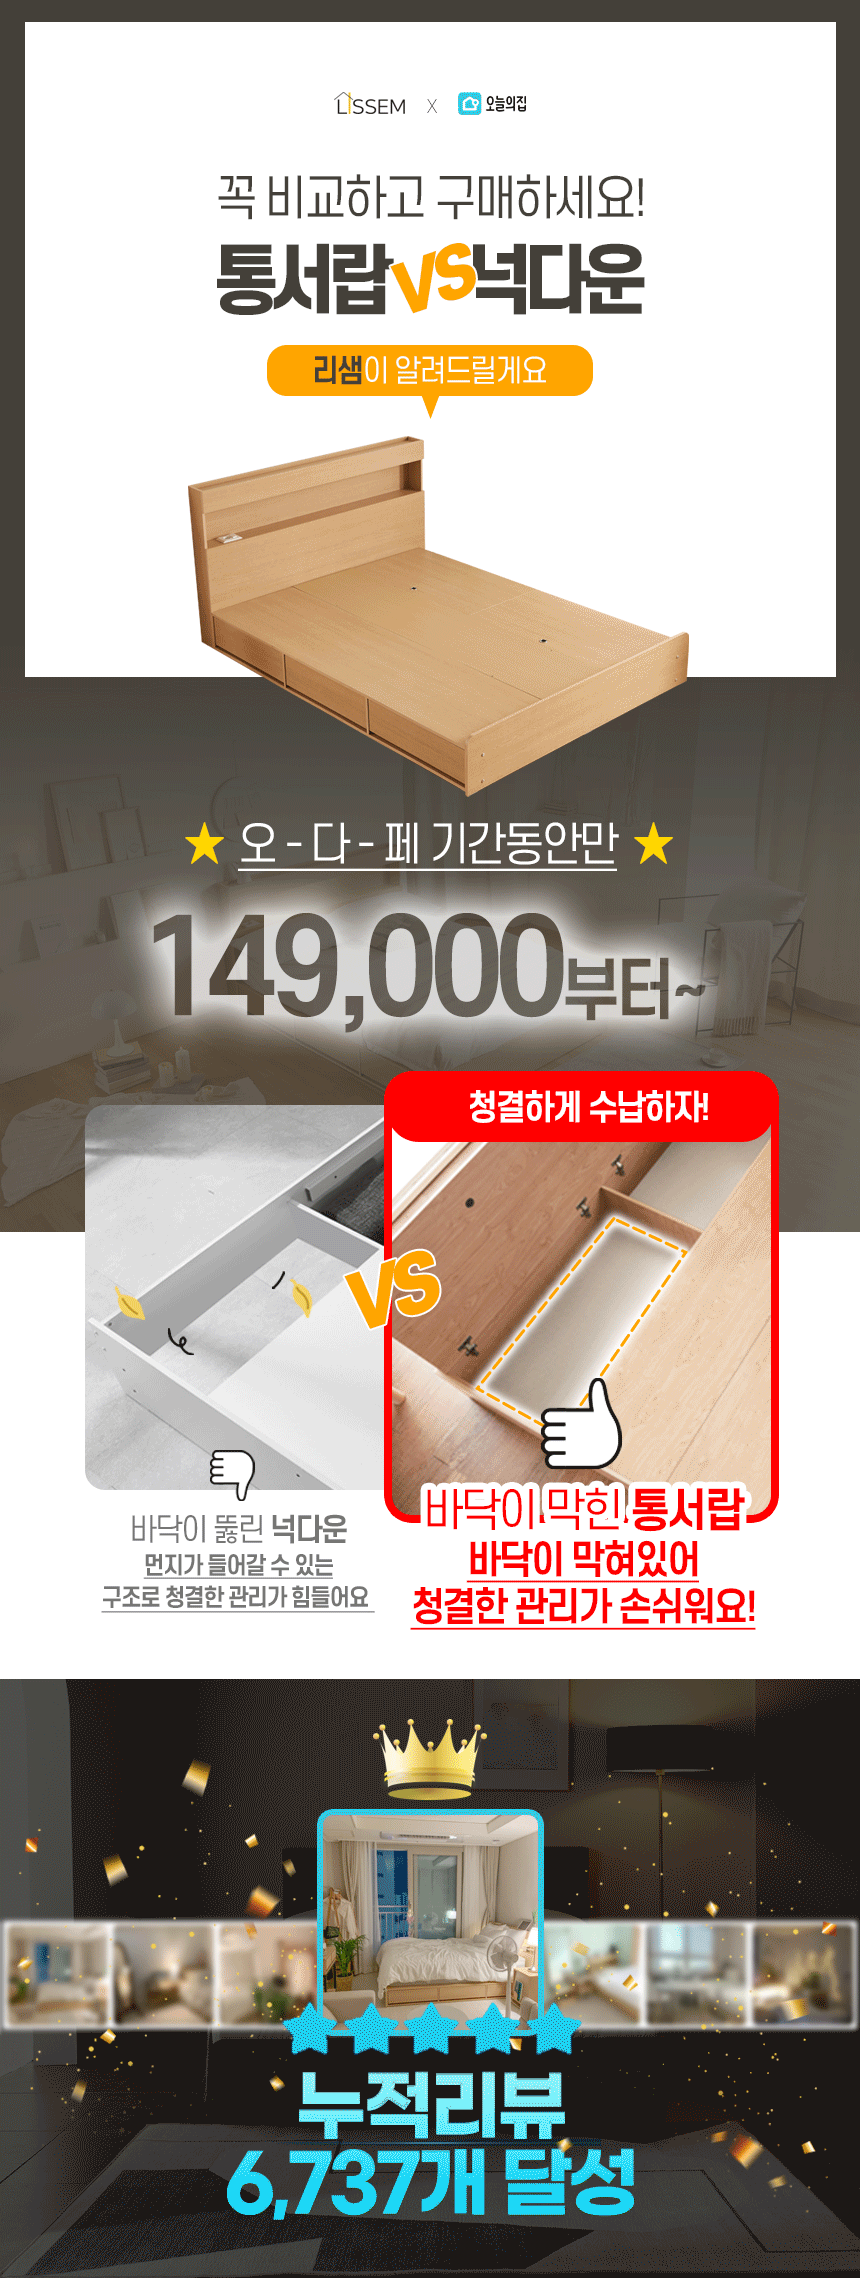 LISSEM X 오늘의집
꼭 비교하고 구매하세요!
통서랍VS넉다운
리샘이 알려드릴게요
오-다-페 기간동안만
149,000부터~
청결하게 수납하자!
VS
바닥이 뚫린 넉다운
먼지가 들어갈 수 있는
구조로 청결한 관리가 힘들어요
바닥이 막힌 통서랍
바닥이 막혀있어
청결한 관리가 손쉬워요!
누적리뷰
6,737개 달성